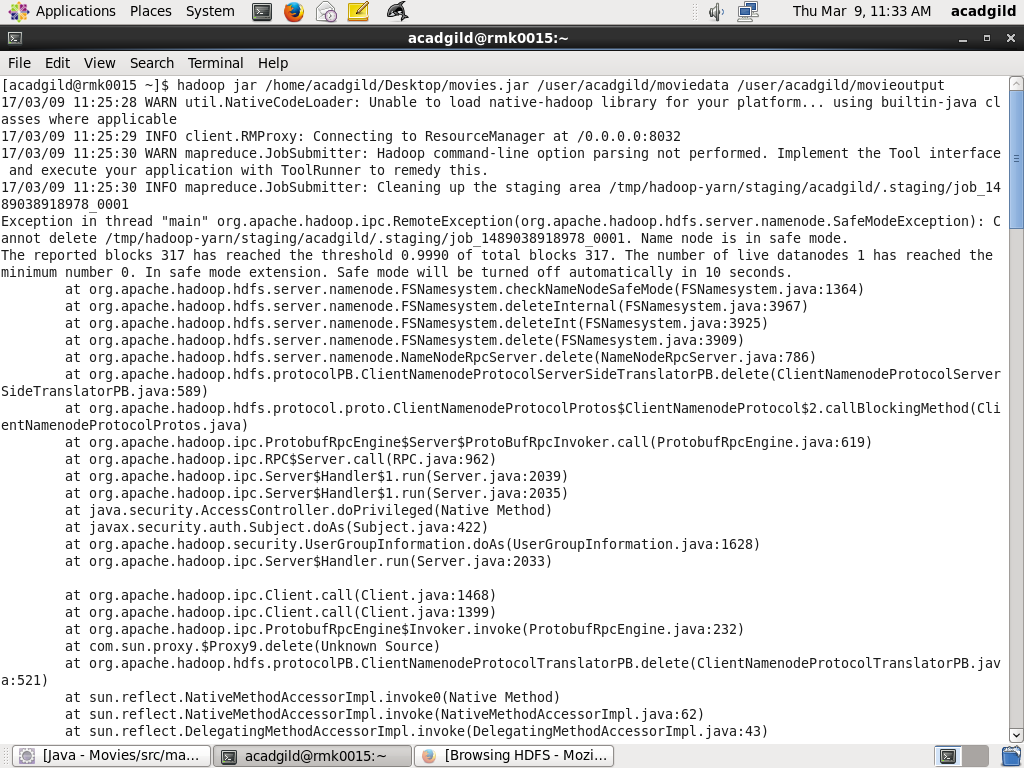 Applications Places System Thu Mar 9, 11:33 AM acadgild
acadgild@rmk0015:~
File Edit View Search Terminal Help
[acadgild@rmk0015 ~]$ hadoop jar /home/acadgild/Desktop/movies.jar /user/acadgild/moviedata /user/acadgild/movieoutput
17/03/09 11:25:28 WARN util.NativeCodeLoader: Unable to load native-hadoop library for your platform... using builtin-java cl
asses where applicable
17/03/09 11:25:29 INFO client.RMProxy: Connecting to ResourceManager at /0.0.0.0:8032
17/03/09 11:25:30 WARN mapreduce.JobSubmitter: Hadoop command-line option parsing not performed. Implement the Tool interface
 and execute your application with ToolRunner to remedy this.
17/03/09 11:25:30 INFO mapreduce.JobSubmitter: Cleaning up the staging area /tmp/hadoop-yarn/staging/acadgild/.staging/job_14
89038918978_0001
Exception in thread "main" org.apache.hadoop.ipc.RemoteException(org.apache.hadoop.hdfs.server.namenode.SafeModeException): C
annot delete /tmp/hadoop-yarn/staging/acadgild/.staging/job_1489038918978_0001. Name node is in safe mode.
The reported blocks 317 has reached the threshold 0.9990 of total blocks 317. The number of live datanodes 1 has reached the
minimum number 0. In safe mode extension. Safe mode will be turned off automatically in 10 seconds.
at org.apache.hadoop.hdfs.server.namenode.FSNamesystem.checkNameNodeSafeMode(FSNamesystem.java:1364)
at org.apache.hadoop.hdfs.server.namenode.FSNamesystem.deleteInternal(FSNamesystem.java:3967)
at org.apache.hadoop.hdfs.server.namenode.FSNamesystem.deleteInt(FSNamesystem.java:3925)
at org.apache.hadoop.hdfs.server.namenode.FSNamesystem.delete(FSNamesystem.java:3909)
at org.apache.hadoop.hdfs.server.namenode.NameNodeRpcServer.delete(NameNodeRpcServer.java:786)
at org.apache.hadoop.hdfs.protocolPB.ClientNamenodeProtocolServerSideTranslatorPB.delete(ClientNamenodeProtocolServer
SideTranslatorPB.java:589)
at org.apache.hadoop.hdfs.protocol.proto.ClientNamenodeProtocolProtos$ClientNamenodeProtocol$2.callBlockingMethod(Cli
entNamenodeProtocolProtos.java)
at org.apache.hadoop.ipc.ProtobufRpcEngine$Server$ProtoBufRpcInvoker.call(ProtobufRpcEngine.java:619)
at org.apache.hadoop.ipc.RPC$Server.call(RPC.java:962)
at org.apache.hadoop.ipc.Server$Handler$1.run(Server.java:2039)
at org.apache.hadoop.ipc.Server$Handler$1.run(Server.java:2035)
at java.security.AccessController.doPrivileged(Native Method)
at javax.security.auth.Subject.doAs(Subject.java:422)
at org.apache.hadoop.security.UserGroupInformation.doAs(UserGroupInformation.java:1628)
at org.apache.hadoop.ipc.Server$Handler.run(Server.java:2033)
at org.apache.hadoop.ipc.Client.call(Client.java:1468)
at org.apache.hadoop.ipc.Client.call(Client.java:1399)
at org.apache.hadoop.ipc.ProtobufRpcEngine$Invoker.invoke(ProtobufRpcEngine.java:232)
at com.sun.proxy.$Proxy9.delete(Unknown Source)
at org.apache.hadoop.hdfs.protocolPB.ClientNamenodeProtocolTranslatorPB.delete(ClientNamenodeProtocolTranslatorPB.jav
a:521)
at sun.reflect.NativeMethodAccessorImpl.invoke0(Native Method)
at sun.reflect.NativeMethodAccessorImpl.invoke(NativeMethodAccessorImpl.java:62)
at sun.reflect.DelegatingMethodAccessorImpl.invoke(DelegatingMethodAccessorImpl.java:43)
[Java - Movies/src/ma... acadgild@rmk0015:~ [Browsing HDFS - Mozi...